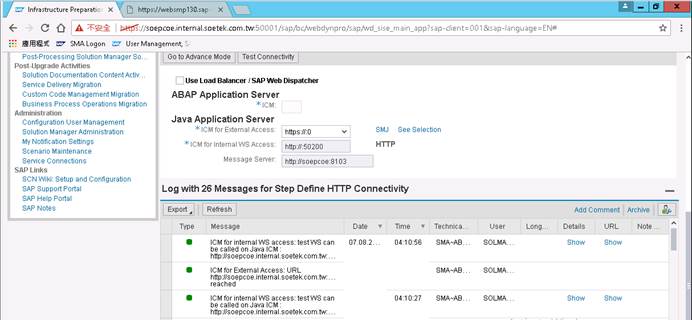 Infrastructure Preparation
https://websmp130.sap
不安全
https://soepcoe.internal.soetek.com.tw:50001/sap/bc/webdynpro/sap/wd_sise_main_app?sap-client=001&sap-language=EN#
應用程式 SMA Logon User Management, S...
Post-Processing Solution Manager So...
Post-Upgrade Activities
Solution Documentation Content Activ...
Service Delivery Migration
Custom Code Management Migration
Business Process Operations Migration
Administration
Configuration User Management
Solution Manager Administration
My Notification Settings
Scenario Maintenance
Service Connections
SAP Links
SCN Wiki: Setup and Configuration
SAP Support Portal
SAP Help Portal
SAP Notes
Go to Advance Mode Test Connectivity
Use Load Balancer / SAP Web Dispatcher
ABAP Application Server
* ICM:
Java Application Server
* ICM for External Access: https://:0 SMJ See Selection
* ICM for internal WS Access: http://:50200 HTTP
Message Server: http://soepcoe:8103
Log with 26 Messages for Step Define HTTP Connectivity
Export Refresh Add Comment Archive
Type Message Date Time Technica... User Long... Details URL Note ...
ICM for internal WS access: test WS can 07.08.2... 04:10:56 SMA~AB... SOLMA... Show Show
be called on Java ICM :
http://soepcoe.internal.soetek.com.tw:...
ICM for External Access: URL SMA~AB... SOLMA...
http://soepcoe.internal.soetek.com.tw:...
reached
ICM for internal WS access: test WS can 04:10:27 SMA~AB... SOLMA... Show Show
be called on Java ICM :
http://soepcoe.internal.soetek.com.tw:...